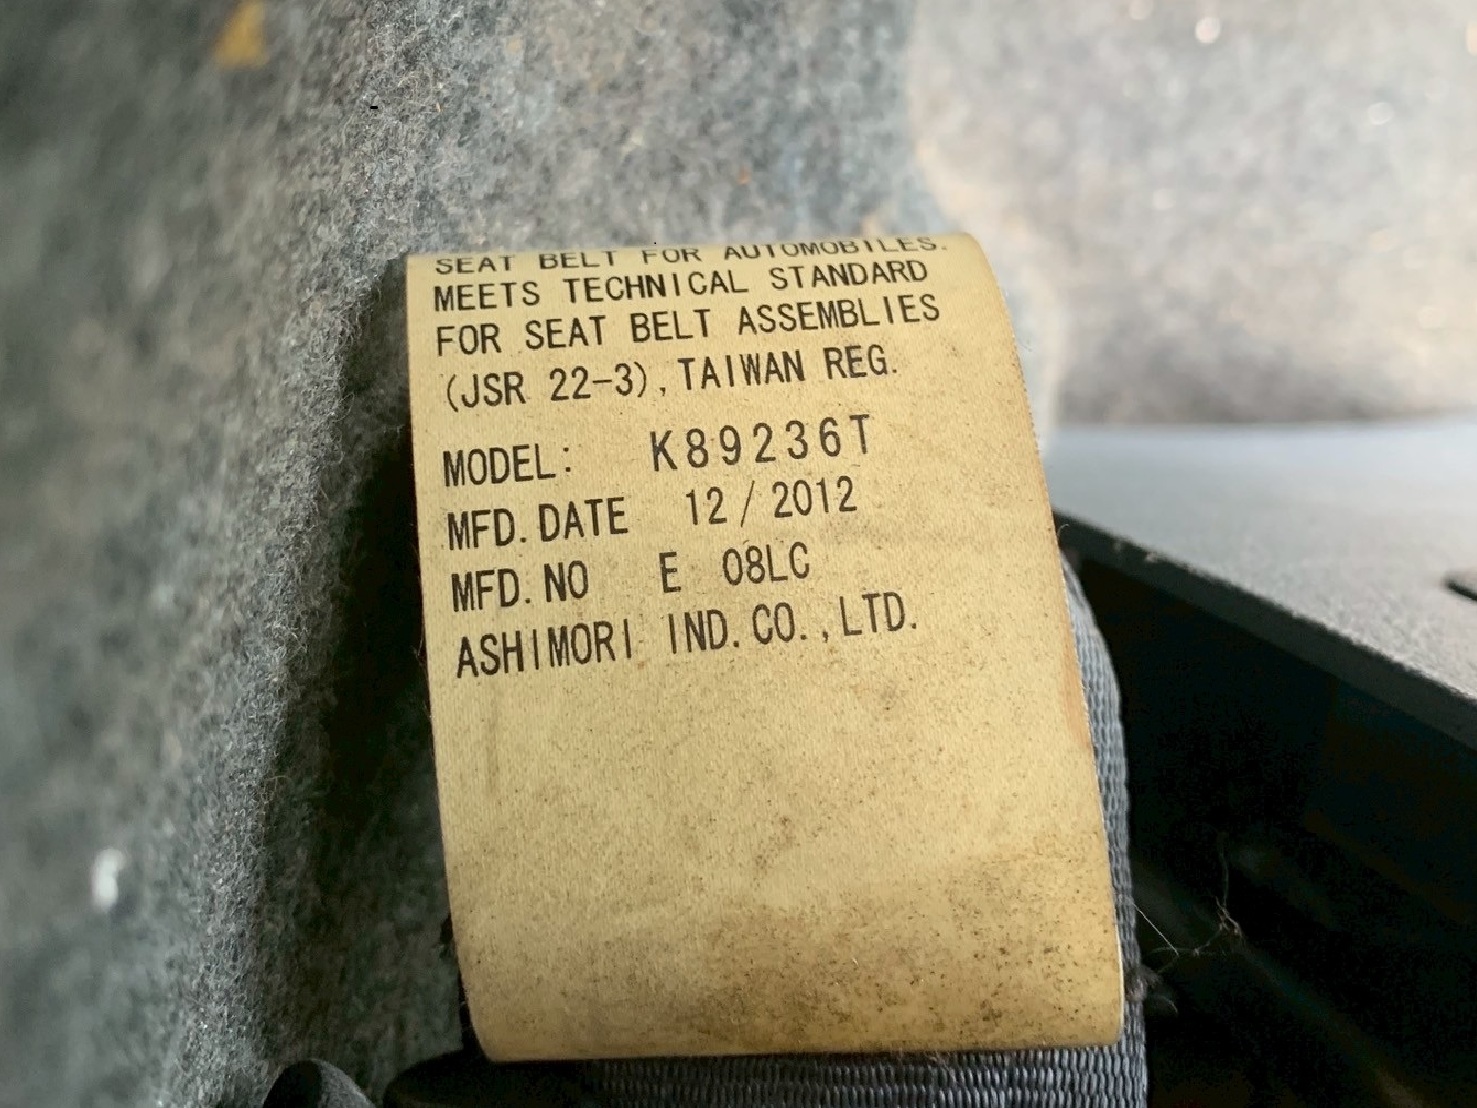 SEAT BELT FOR AUTOMOBILES.
MEETS TECHNICAL STANDARD
FOR SEAT BELT ASSEMBLIES
(JSR 22-3), TAIWAN REG.
MODEL: K89236T
MFD. DATE 12/2012
MFD. NO E 08LC
ASHIMORI IND. CO., LTD.